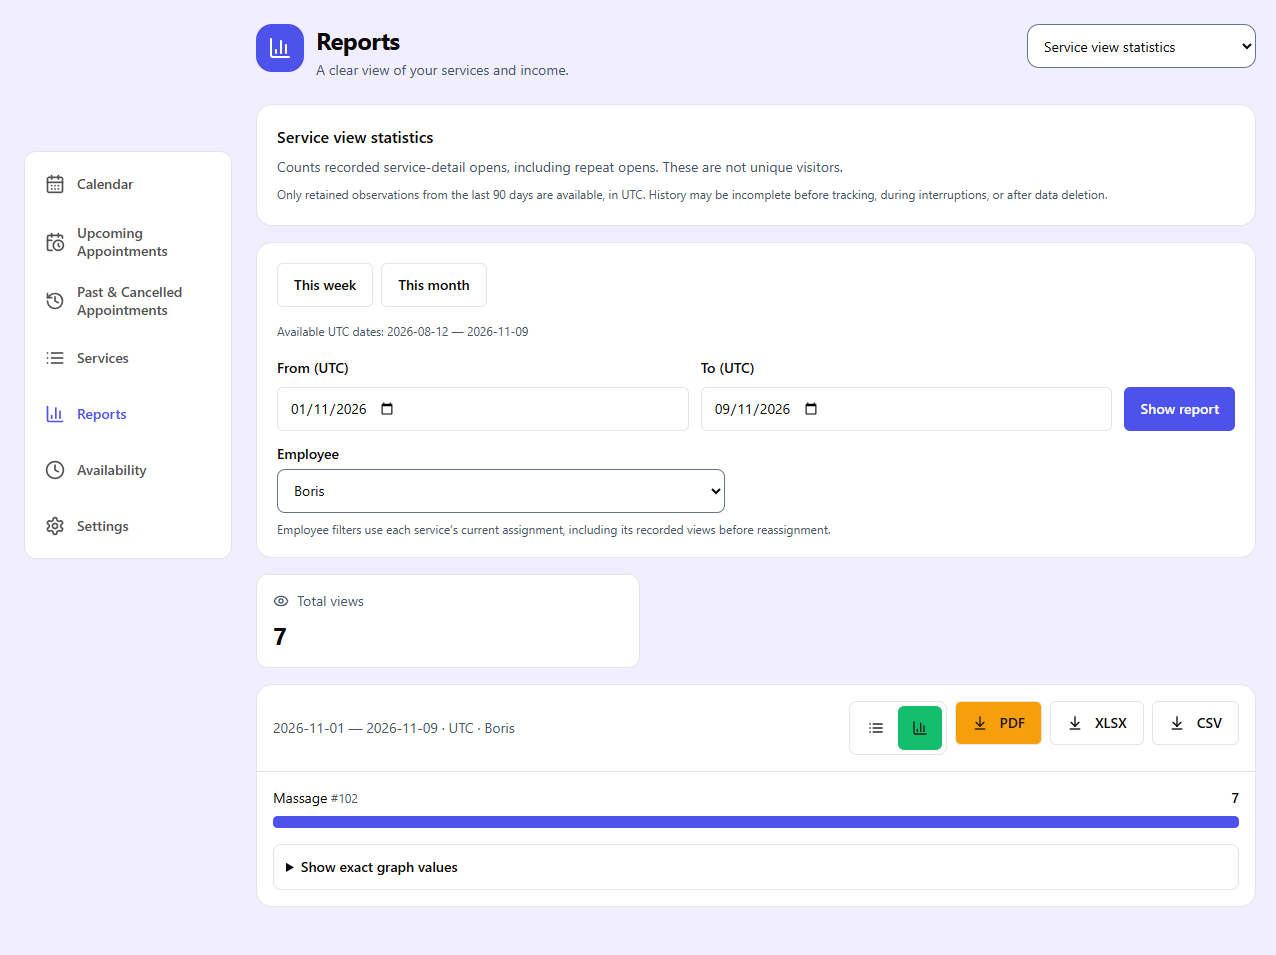 Reports
A clear view of your services and income.
Service view statistics
Calendar
Upcoming
Appointments
Past & Cancelled
Appointments
Services
Reports
Availability
Settings
Service view statistics
Counts recorded service-detail opens, including repeat opens. These are not unique visitors.
Only retained observations from the last 90 days are available, in UTC. History may be incomplete before tracking, during interruptions, or after data deletion.
This week
This month
Available UTC dates: 2026-08-12 — 2026-11-09
From (UTC)
To (UTC)
01/11/2026
09/11/2026
Show report
Employee
Boris
Employee filters use each service's current assignment, including its recorded views before reassignment.
Total views
7
2026-11-01 — 2026-11-09 · UTC · Boris
PDF
XLSX
CSV
Massage #102
7
Show exact graph values